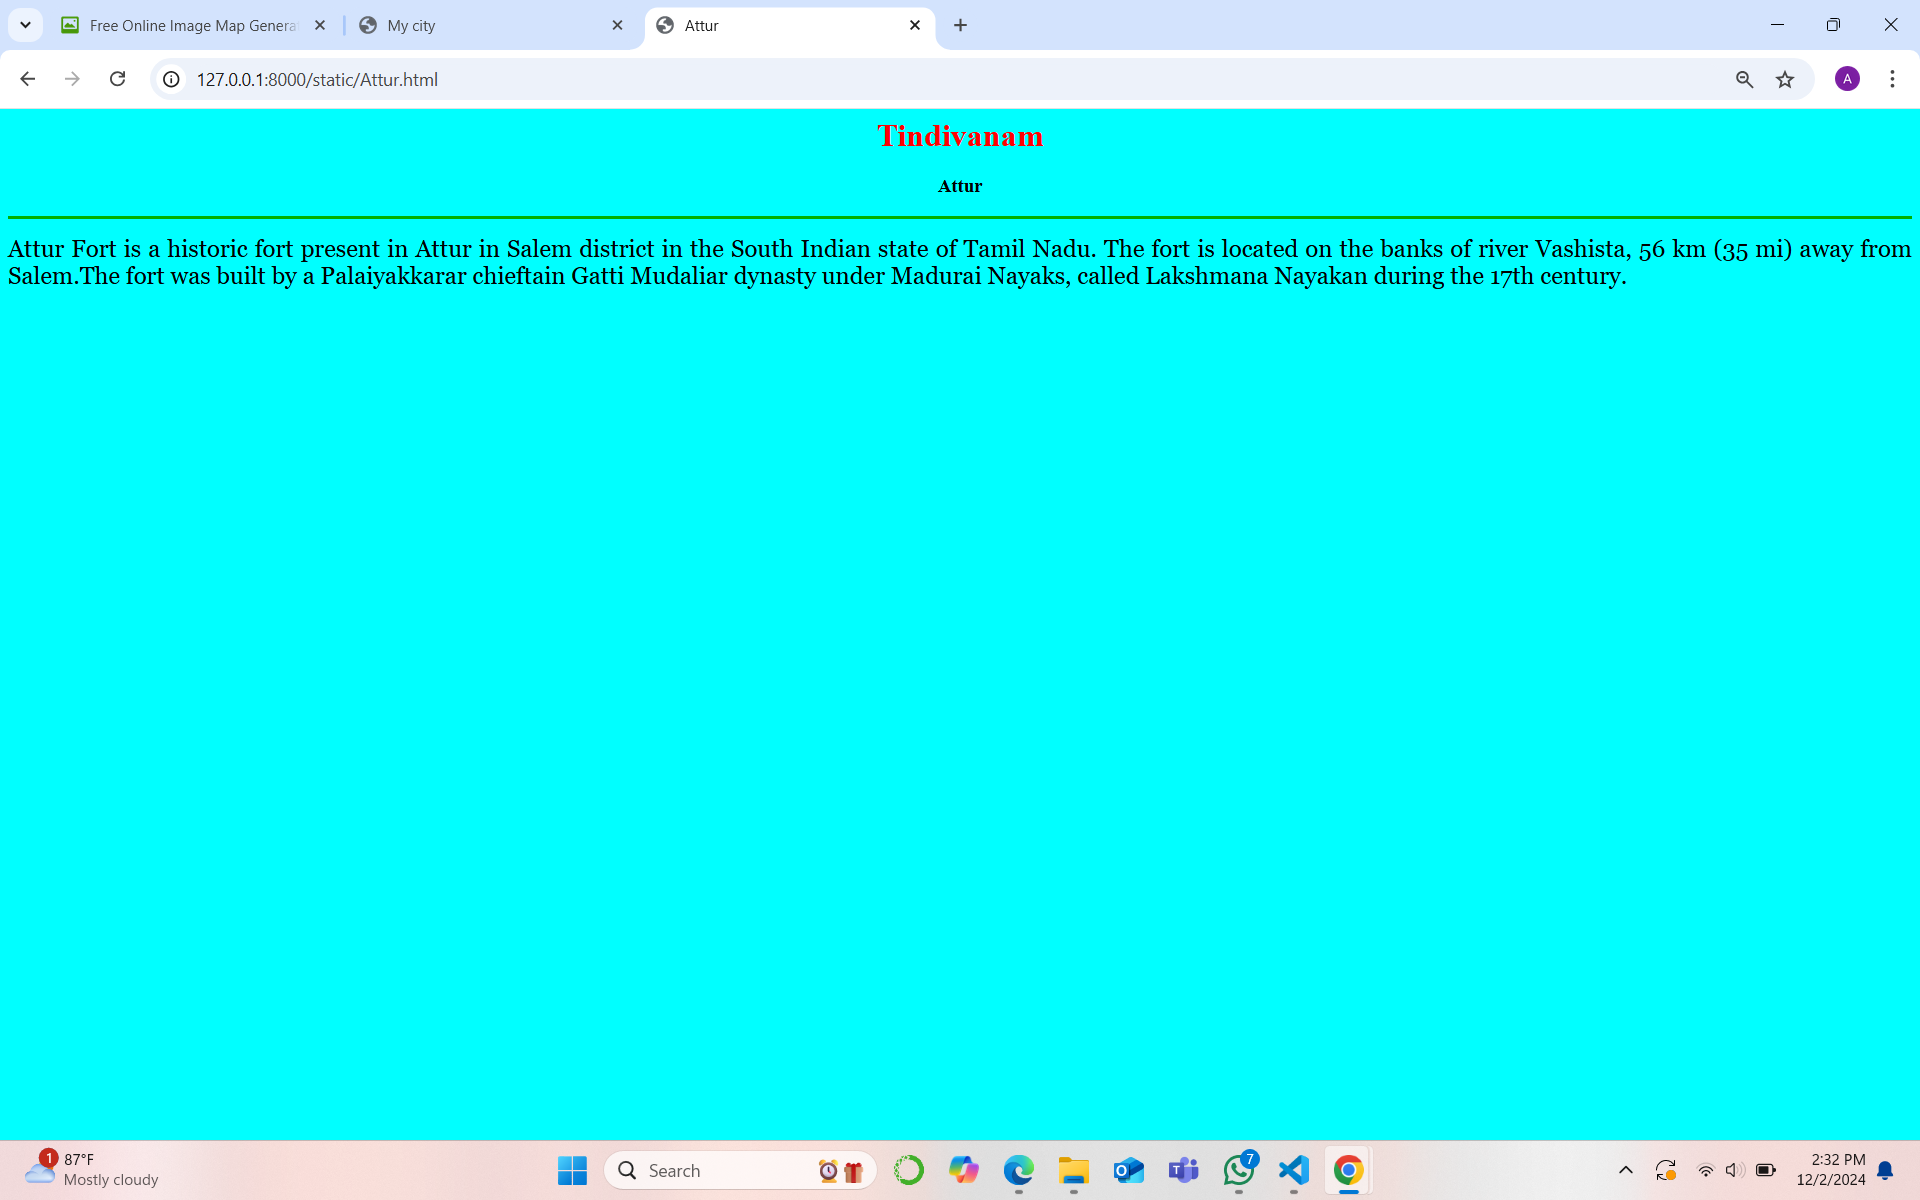 Free Online Image Map Genera
My city
Attur
127.0.0.1:8000/static/Attur.html
A
Tindivanam
Attur
Attur Fort is a historic fort present in Attur in Salem district in the South Indian state of Tamil Nadu. The fort is located on the banks of river Vashista, 56 km (35 mi) away from
Salem.The fort was built by a Palaiyakkarar chieftain Gatti Mudaliar dynasty under Madurai Nayaks, called Lakshmana Nayakan during the 17th century.
1
87°F
Mostly cloudy
Search
7
2:32 PM
12/2/2024